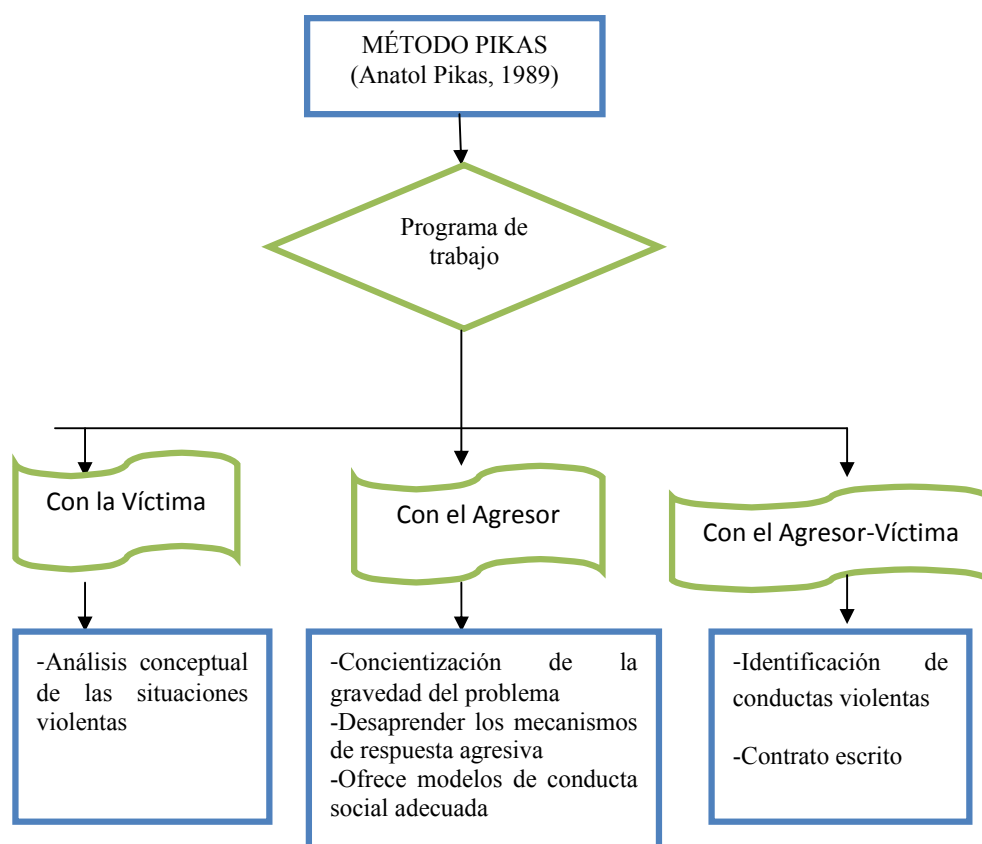 MÉTODO PIKAS
(Anatol Pikas, 1989)
Programa de
trabajo
Con la Víctima
Con el Agresor
Con el Agresor-Víctima
-Análisis conceptual
de las situaciones
violentas
-Concientización de la
gravedad del problema
-Desaprender los mecanismos
de respuesta agresiva
-Ofrece modelos de conducta
social adecuada
-Identificación de
conductas violentas
-Contrato escrito